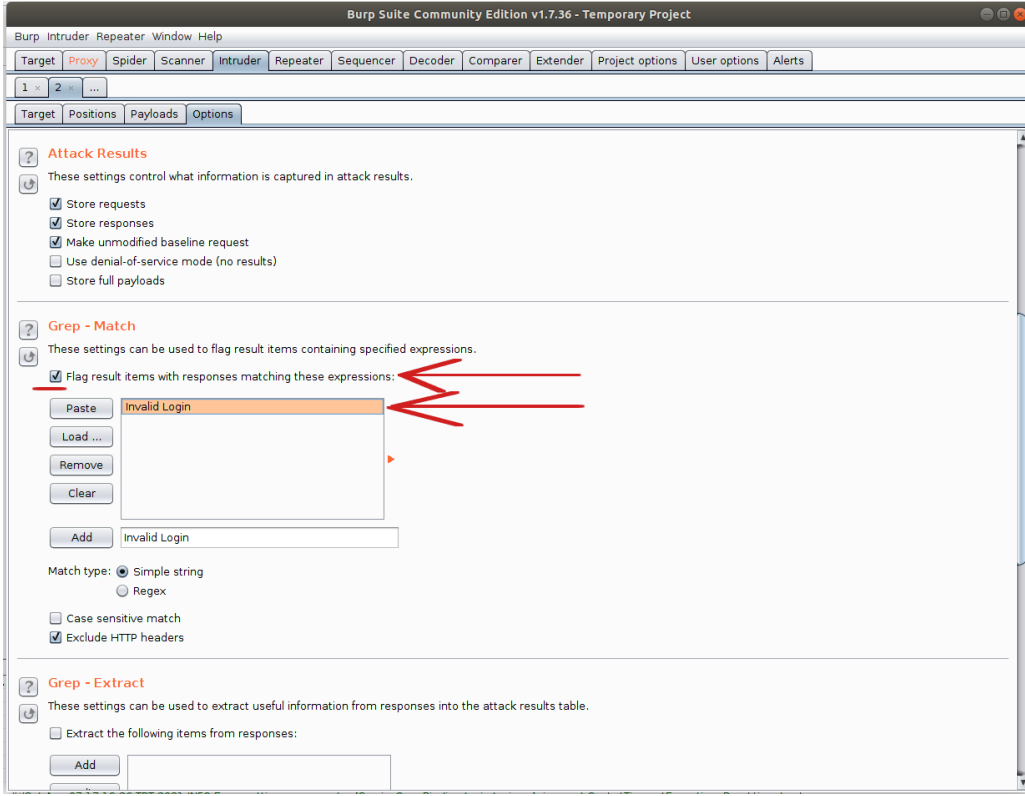 Burp Suite Community Edition v1.7.36 - Temporary Project
Burp Intruder Repeater Window Help
Target Proxy Spider Scanner Intruder Repeater Sequencer Decoder Comparer Extender Project options User options Alerts
1 × 2 × ...
Target Positions Payloads Options
? Attack Results
These settings control what information is captured in attack results.
Store requests
Store responses
Make unmodified baseline request
Use denial-of-service mode (no results)
Store full payloads
? Grep - Match
These settings can be used to flag result items containing specified expressions.
Flag result items with responses matching these expressions:
Paste Invalid Login
Load ...
Remove
Clear
Add Invalid Login
Match type: Simple string
Regex
Case sensitive match
Exclude HTTP headers
? Grep - Extract
These settings can be used to extract useful information from responses into the attack results table.
Extract the following items from responses:
Add